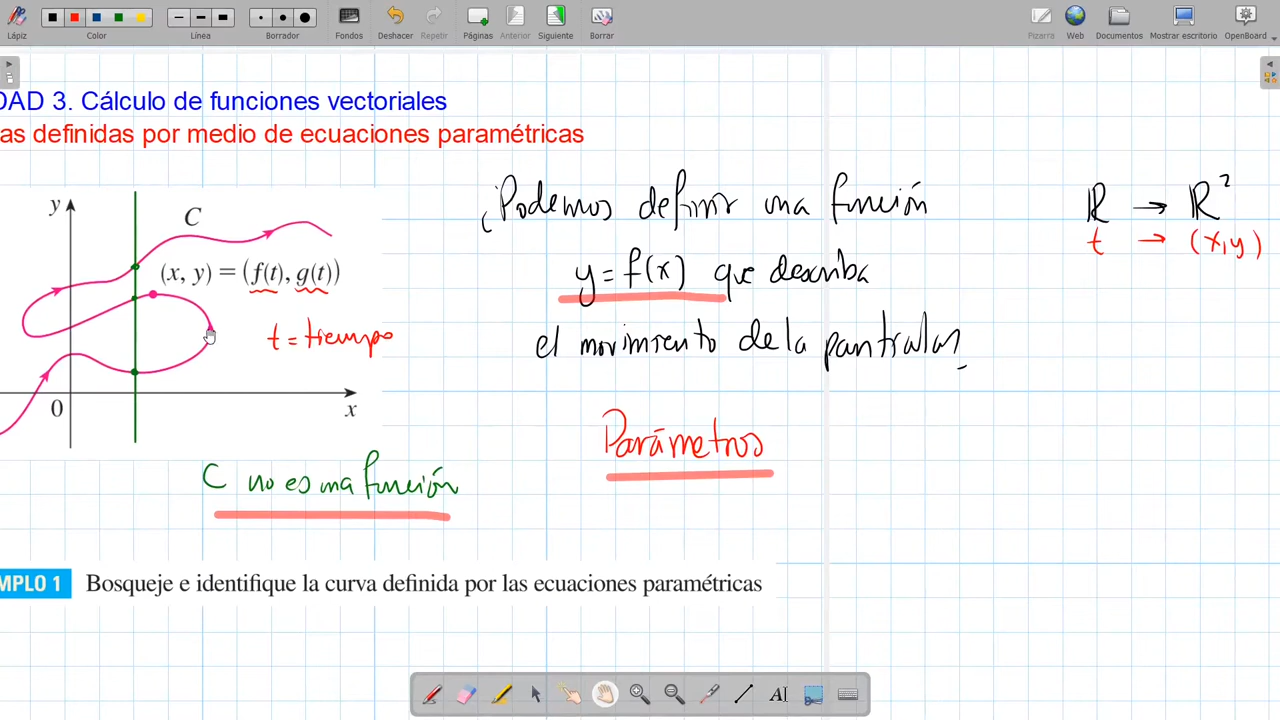 Lápiz Color Línea Borrador Fondos Deshacer Repetir Páginas Anterior Siguiente Borrar Pizarra Web Documentos Mostrar escritorio OpenBoard
DAD 3. Cálculo de funciones vectoriales
as definidas por medio de ecuaciones paramétricas
y
C
(x, y) = (f(t), g(t))
t = tiempo
0
x
C no es una función
¿Podemos definir una función
y = f(x) que describa
el movimiento de la partícula?
Parámetros
ℝ → ℝ²
t → (x,y)
MPLO 1 Bosqueje e identifique la curva definida por las ecuaciones paramétricas